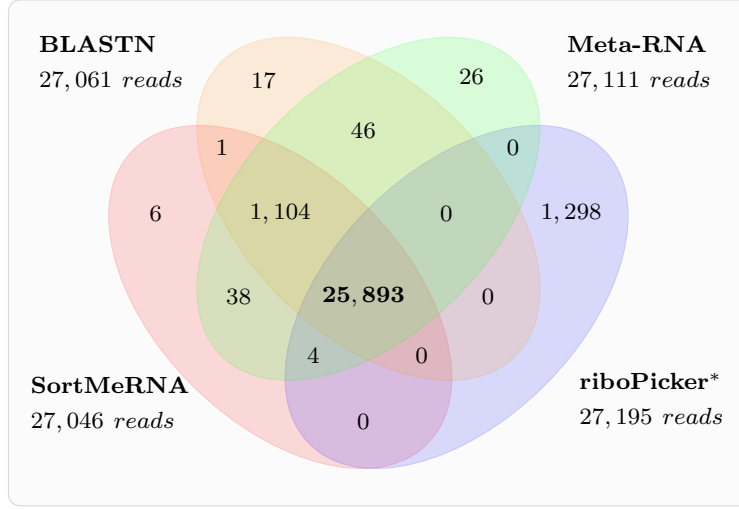 BLASTN
27,061 reads
Meta-RNA
27,111 reads
17
26
46
1
0
6
1,104
0
1,298
38
25,893
0
4
0
SortMeRNA
27,046 reads
riboPicker*
27,195 reads
0